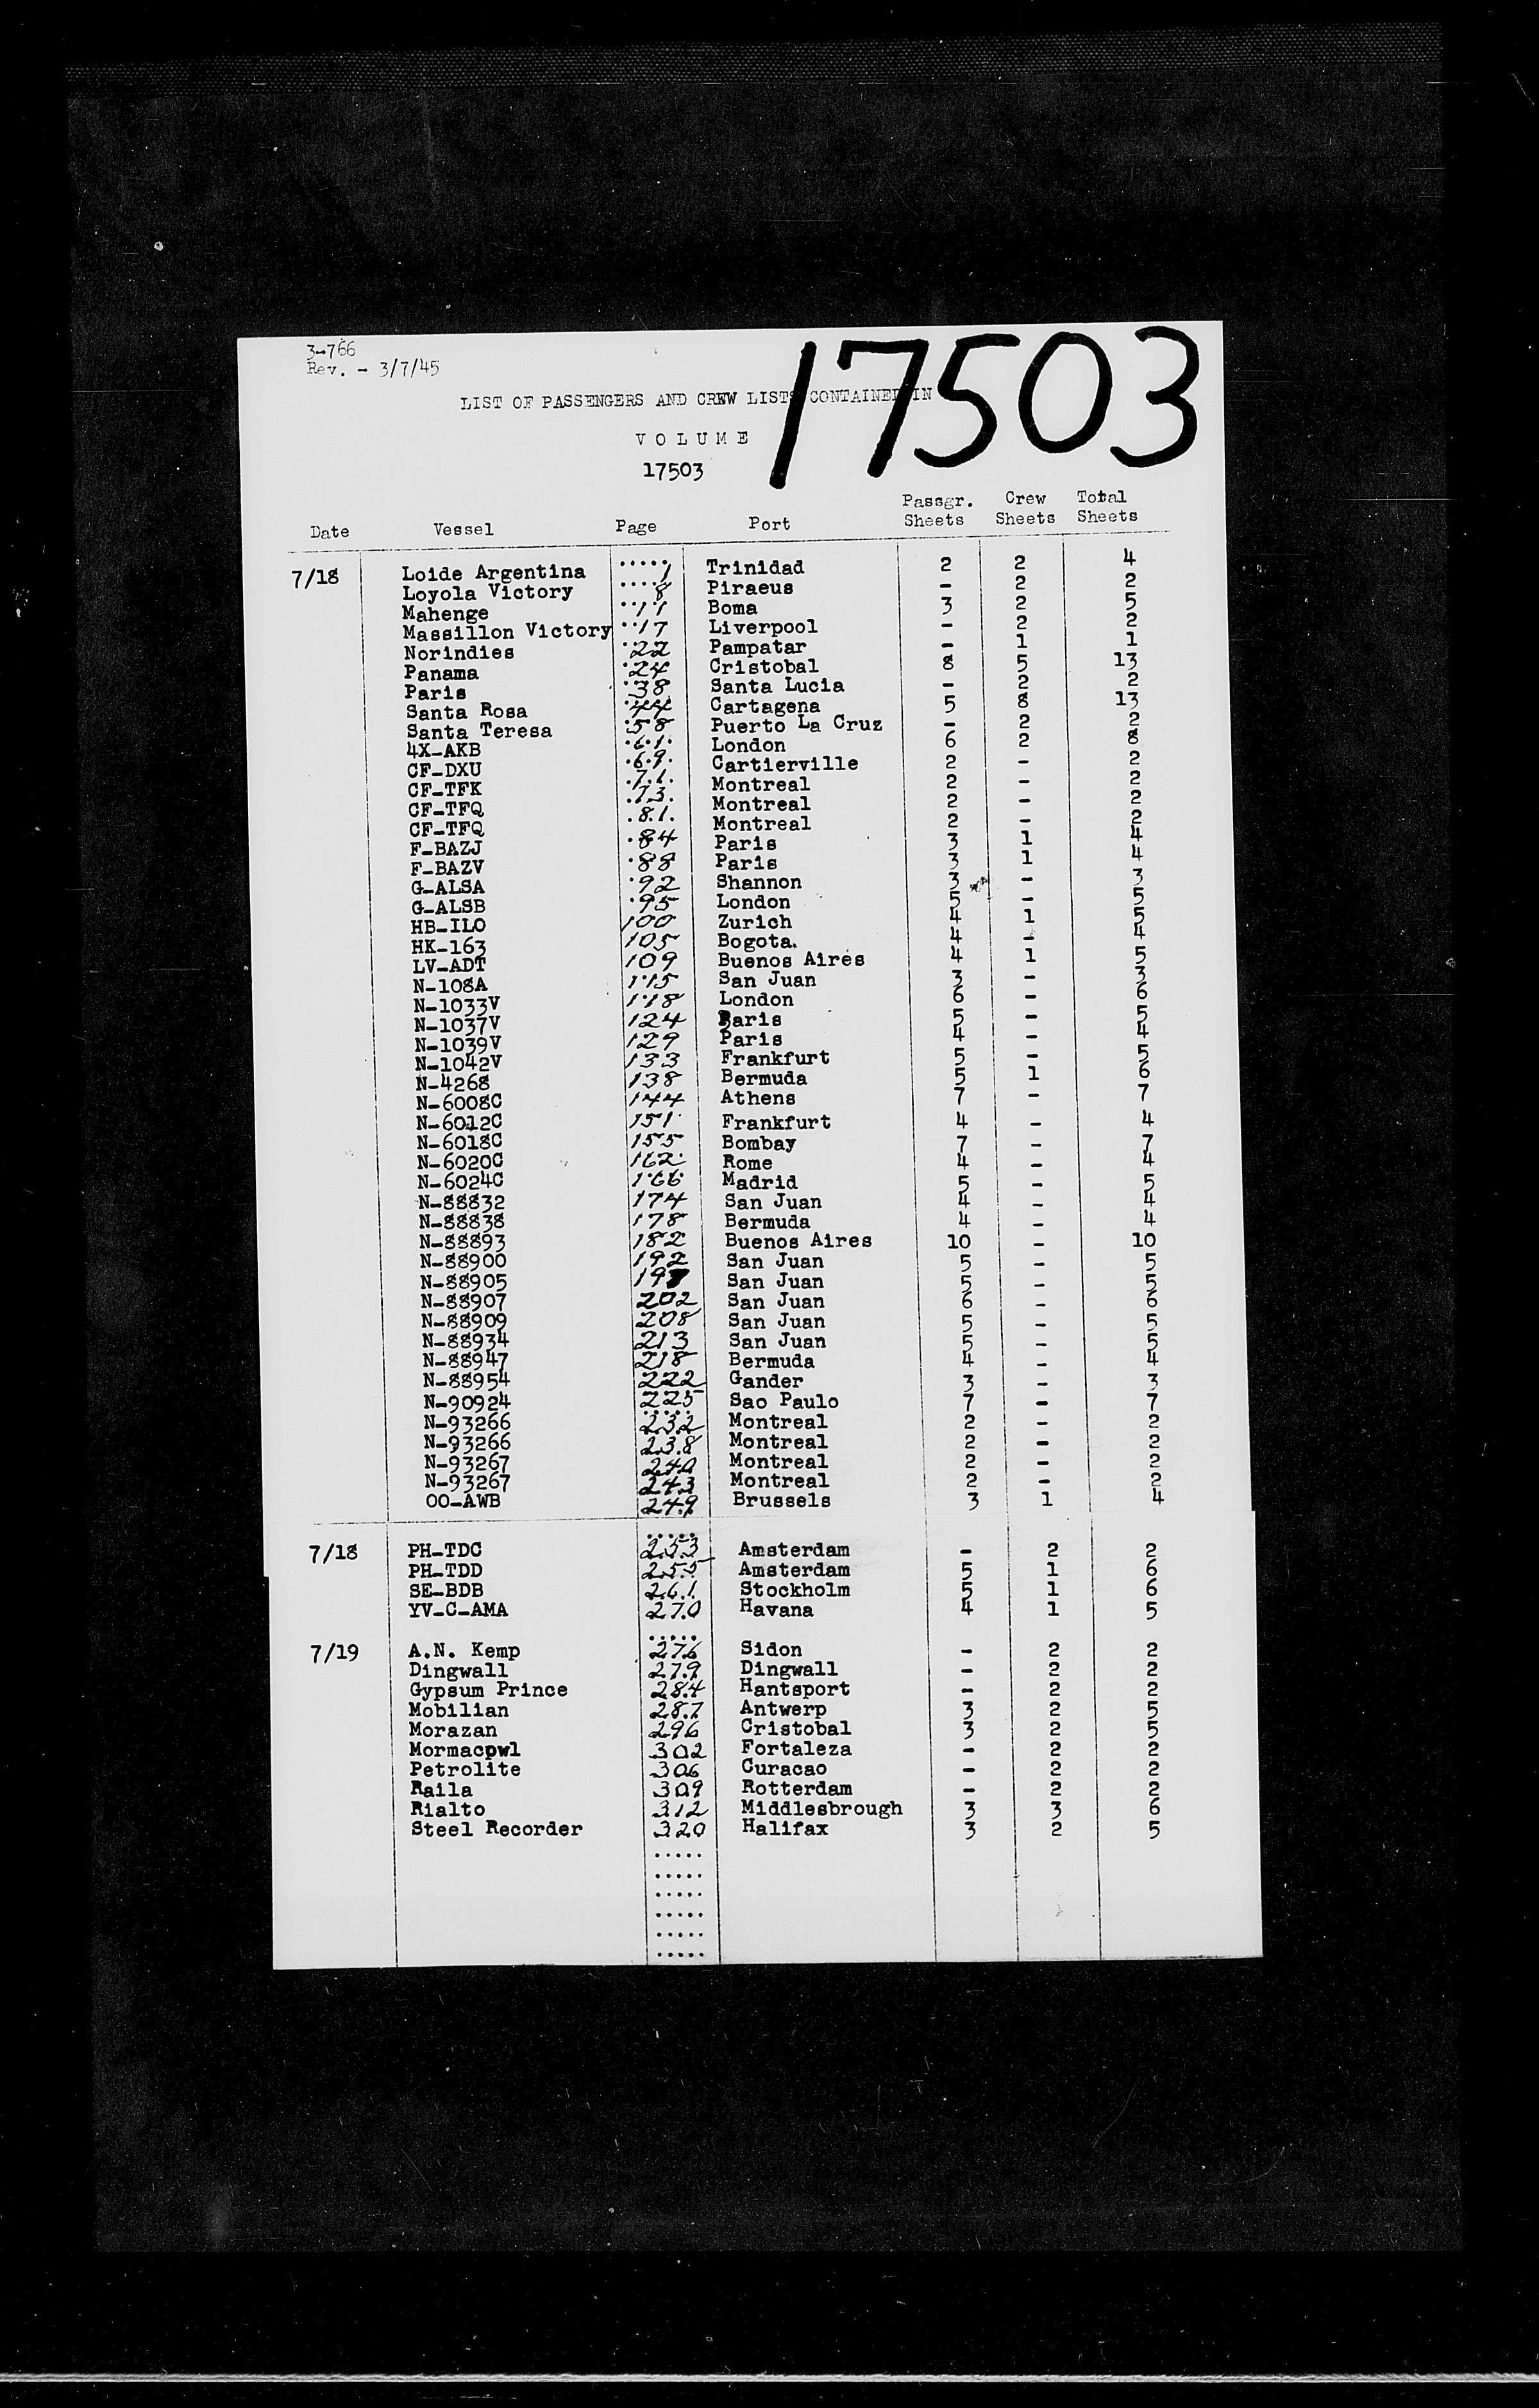 3-766
Rev. - 3/7/45
17503
LIST OF PASSENGERS AND CREW LISTS CONTAINED IN
VOLUME
17503
Date Vessel Page Port Passgr. Sheets Crew Sheets Total Sheets
7/18 Loide Argentina 1 Trinidad 2 2 4
Loyola Victory 8 Piraeus - 2 2
Mahenge 11 Boma 3 2 5
Massillon Victory 17 Liverpool - 2 2
Norindies 22 Pampatar - 1 1
Panama 24 Cristobal 8 5 13
Paris 38 Santa Lucia - 2 2
Santa Rosa 44 Cartagena 5 8 13
Santa Teresa 58 Puerto La Cruz - 2 2
4X-AKB 61 London 6 2 8
CF-DXU 69 Cartierville 2 - 2
CF-TFK 71 Montreal 2 - 2
CF-TFQ 73 Montreal 2 - 2
CF-TFQ 81 Montreal 2 - 2
F-BAZJ 84 Paris 3 1 4
F-BAZV 88 Paris 3 1 4
G-ALSA 92 Shannon 3 - 3
G-ALSB 95 London 5 - 5
HB-ILO 100 Zurich 4 1 5
HK-163 105 Bogota. 4 - 4
LV-ADT 109 Buenos Aires 4 1 5
N-108A 115 San Juan 3 - 3
N-1033V 118 London 6 - 6
N-1037V 124 Paris 5 - 5
N-1039V 129 Paris 4 - 4
N-1042V 133 Frankfurt 5 - 5
N-4268 138 Bermuda 5 1 6
N-6008C 144 Athens 7 - 7
N-6012C 151 Frankfurt 4 - 4
N-6018C 155 Bombay 7 - 7
N-6020C 162 Rome 4 - 4
N-6024C 166 Madrid 5 - 5
N-88832 174 San Juan 4 - 4
N-88838 178 Bermuda 4 - 4
N-88893 182 Buenos Aires 10 - 10
N-88900 192 San Juan 5 - 5
N-88905 197 San Juan 5 - 5
N-88907 202 San Juan 6 - 6
N-88909 208 San Juan 5 - 5
N-88934 213 San Juan 5 - 5
N-88947 218 Bermuda 4 - 4
N-88954 222 Gander 3 - 3
N-90924 225 Sao Paulo 7 - 7
N-93266 232 Montreal 2 - 2
N-93266 238 Montreal 2 - 2
N-93267 240 Montreal 2 - 2
N-93267 243 Montreal 2 - 2
OO-AWB 249 Brussels 3 1 4
7/18 PH-TDC 253 Amsterdam - 2 2
PH-TDD 255 Amsterdam 5 1 6
SE-BDB 261 Stockholm 5 1 6
YV-C-AMA 270 Havana 4 1 5
7/19 A.N. Kemp 276 Sidon - 2 2
Dingwall 279 Dingwall - 2 2
Gypsum Prince 284 Hantsport - 2 2
Mobilian 287 Antwerp 3 2 5
Morazan 296 Cristobal 3 2 5
Mormacpwl 302 Fortaleza - 2 2
Petrolite 306 Curacao - 2 2
Raila 309 Rotterdam - 2 2
Rialto 312 Middlesbrough 3 3 6
Steel Recorder 320 Halifax 3 2 5